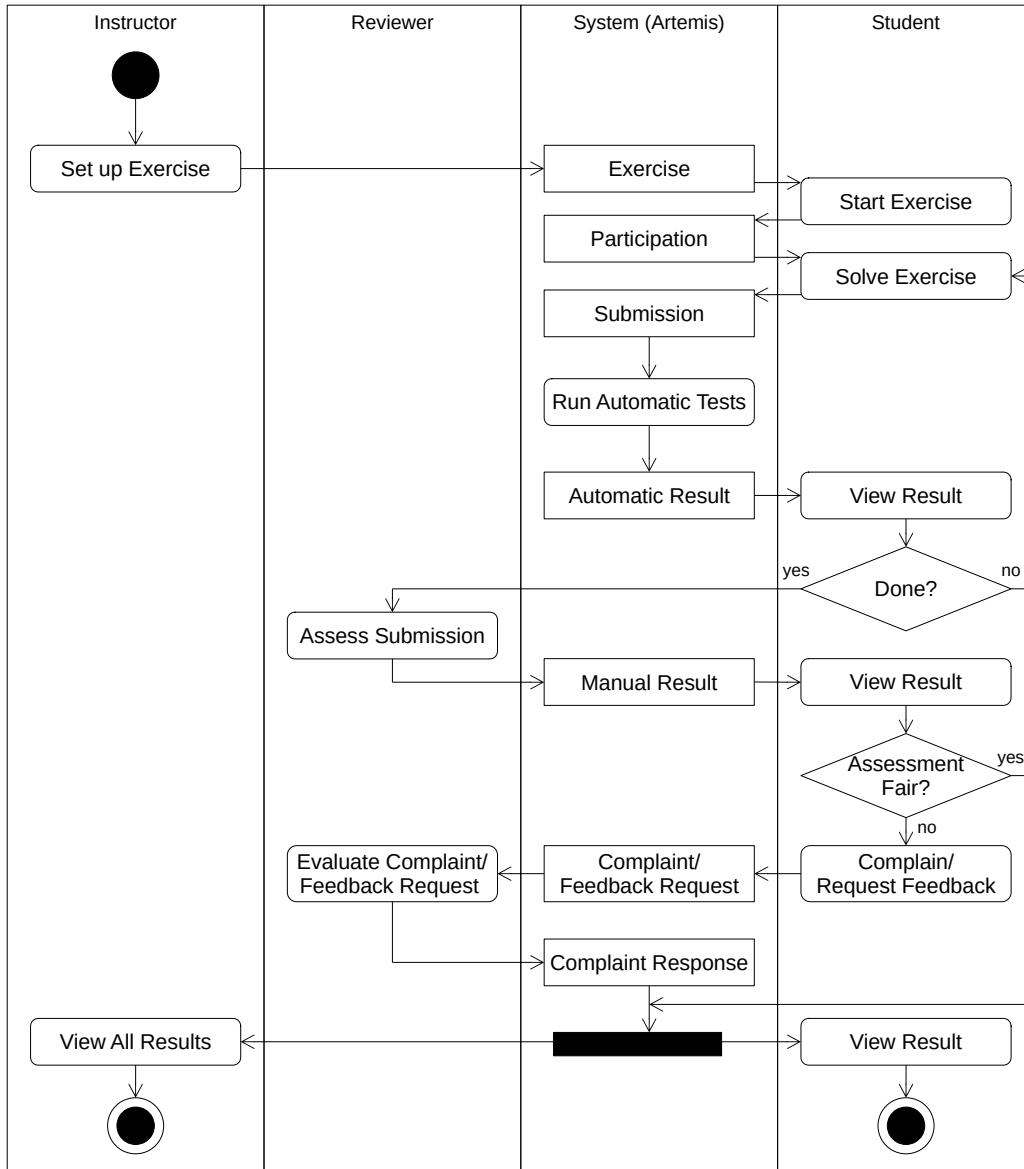 Instructor
Reviewer
System (Artemis)
Student
Set up Exercise
Exercise
Start Exercise
Participation
Solve Exercise
Submission
Run Automatic Tests
Automatic Result
View Result
yes
Done?
no
Assess Submission
Manual Result
View Result
Assessment
Fair?
yes
no
Evaluate Complaint/
Feedback Request
Complaint/
Feedback Request
Complain/
Request Feedback
Complaint Response
View All Results
View Result